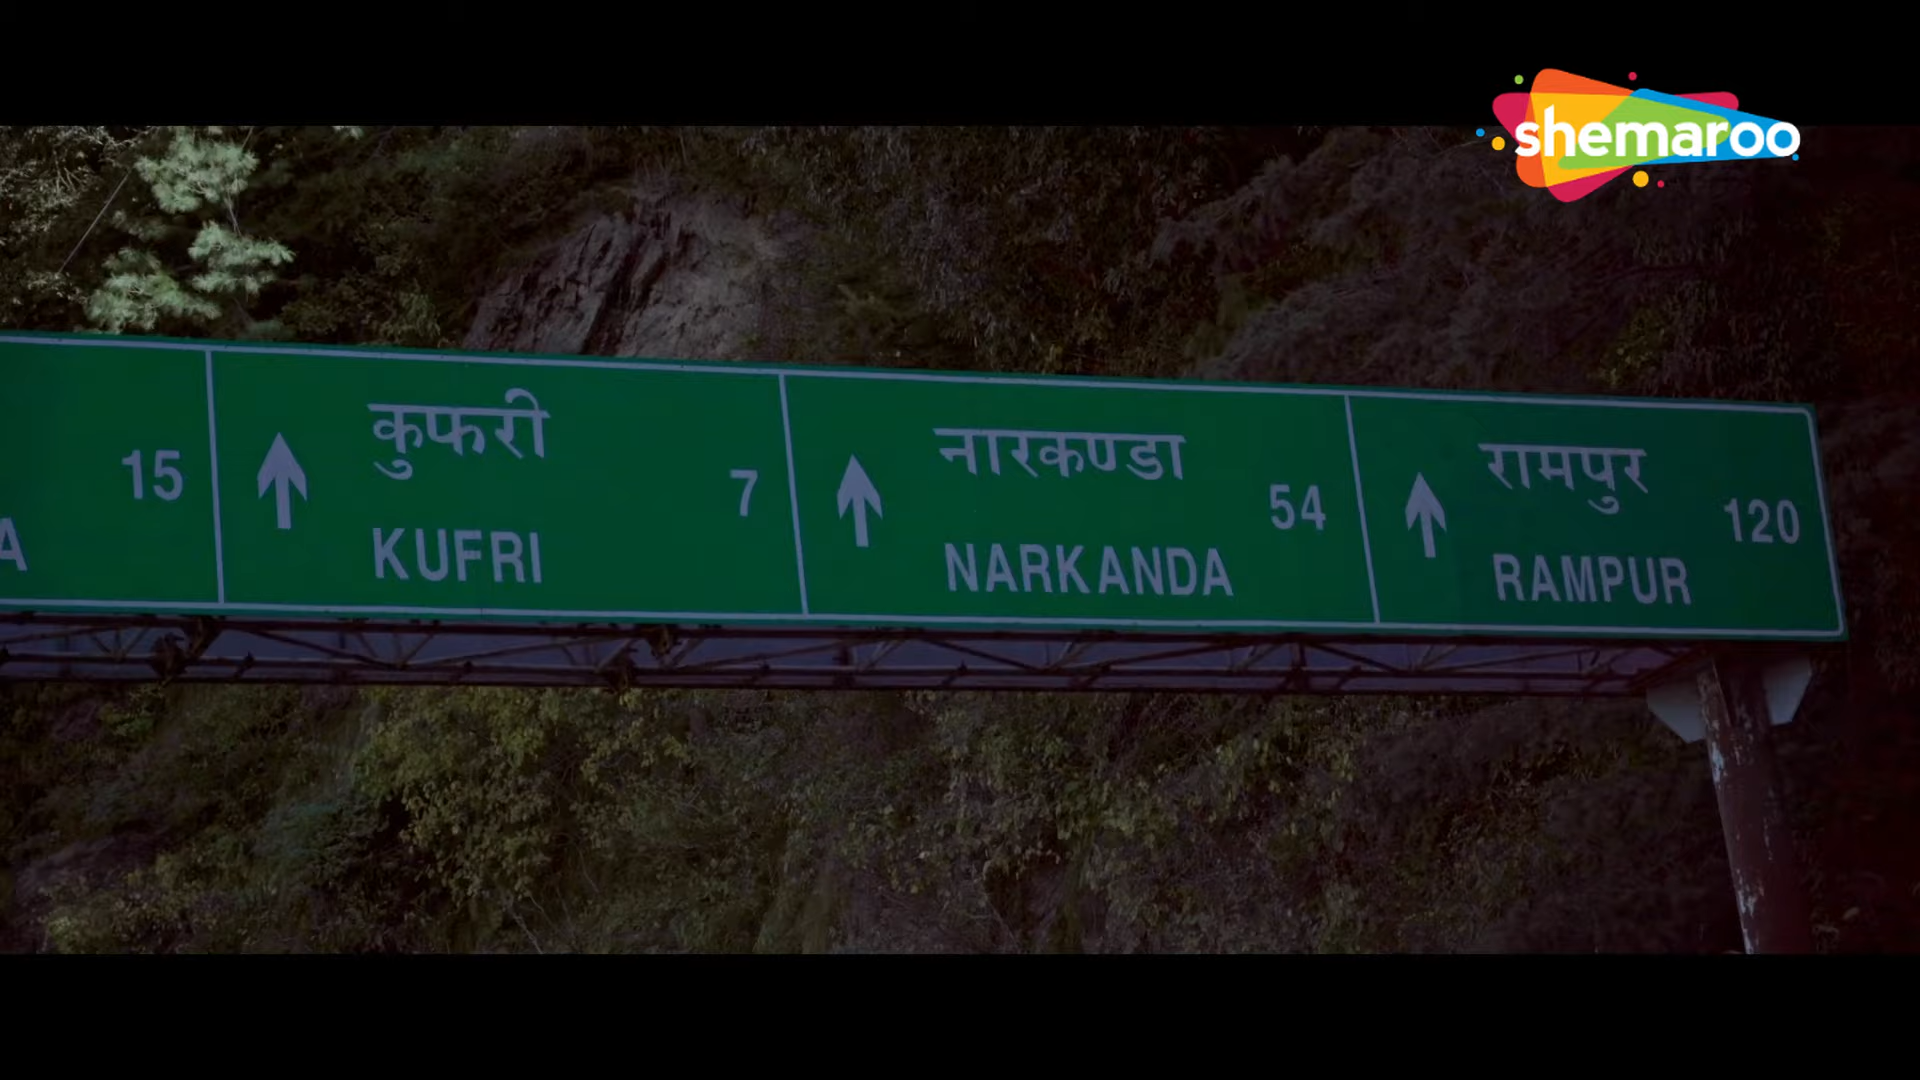 shemaroo
15
कुफरी
7
KUFRI
नारकण्डा
54
NARKANDA
रामपुर
120
RAMPUR